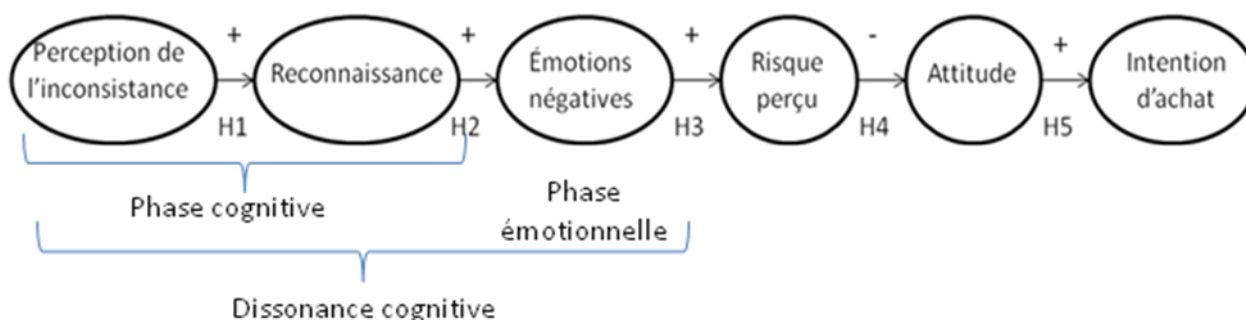 Perception de
l'inconsistance
+
H1
Reconnaissance
+
H2
Émotions
négatives
+
H3
Risque
perçu
-
H4
Attitude
+
H5
Intention
d'achat
Phase cognitive
Phase
émotionnelle
Dissonance cognitive